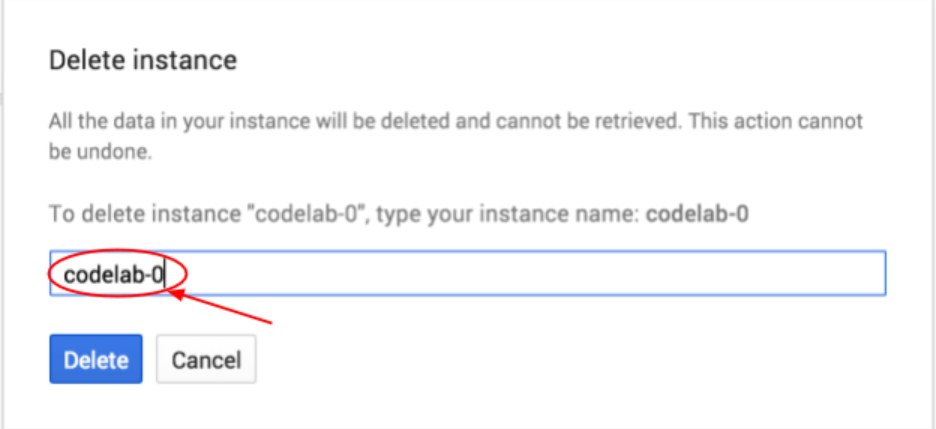 Delete instance
All the data in your instance will be deleted and cannot be retrieved. This action cannot
be undone.
To delete instance "codelab-0", type your instance name: codelab-0
codelab-0
Delete Cancel